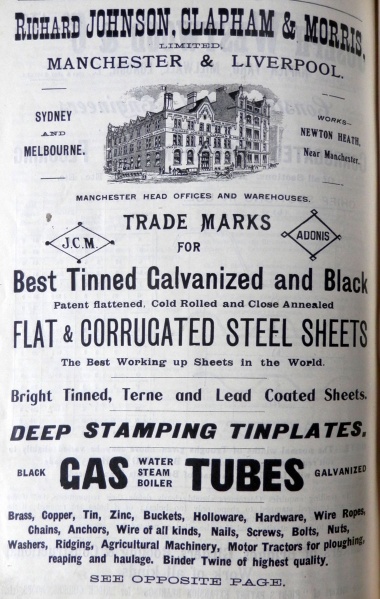 RICHARD JOHNSON, CLAPHAM & MORRIS,
LIMITED,
MANCHESTER & LIVERPOOL.
SYDNEY
AND
MELBOURNE.
WORKS—
NEWTON HEATH,
Near Manchester.
MANCHESTER HEAD OFFICES AND WAREHOUSES.
TRADE MARKS
J.C.M.
FOR
ADONIS
Best Tinned Galvanized and Black
Patent flattened, Cold Rolled and Close Annealed
FLAT & CORRUGATED STEEL SHEETS
The Best Working up Sheets in the World.
Bright Tinned, Terne and Lead Coated Sheets.
DEEP STAMPING TINPLATES.
BLACK GAS WATER STEAM BOILER TUBES GALVANIZED
Brass, Copper, Tin, Zinc, Buckets, Holloware, Hardware, Wire Ropes,
Chains, Anchors, Wire of all kinds, Nails, Screws, Bolts, Nuts,
Washers, Ridging, Agricultural Machinery, Motor Tractors for ploughing,
reaping and haulage. Binder Twine of highest quality.
SEE OPPOSITE PAGE.